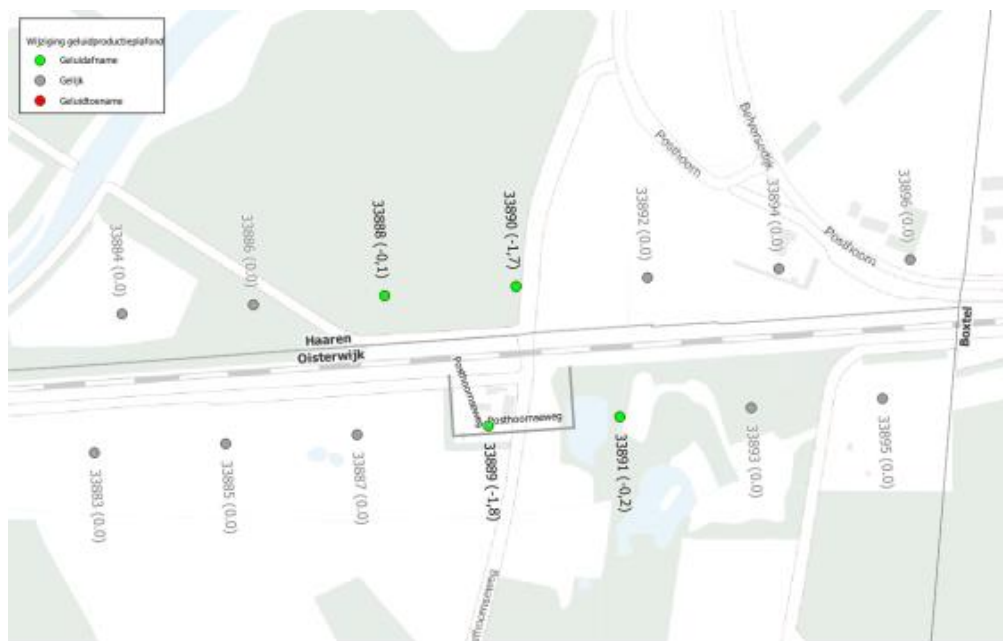 Wijziging geluidproductieplafond
Geluidafname
Gelijk
Geluidtoename
Posthoorn
Belversedijk
33884 (0.0)
33886 (0.0)
33888 (-0,1)
33890 (-1,7)
33892 (0.0)
33894 (0.0)
33896 (0.0)
Posthoorn
Haaren
Oisterwijk
Boxtel
Posthoornseweg
Posthoornseweg
33883 (0.0)
33885 (0.0)
33887 (0.0)
33889 (-1,8)
33891 (-0,2)
33893 (0.0)
33895 (0.0)